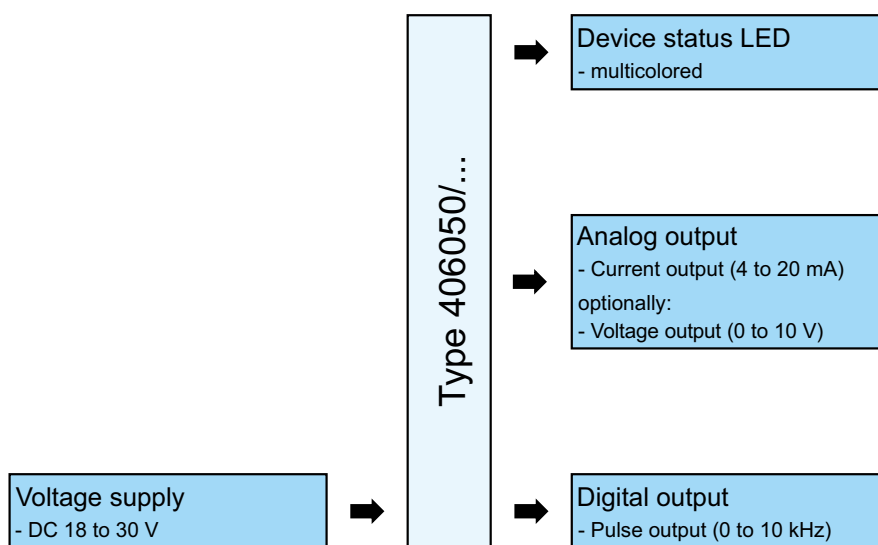 Device status LED
- multicolored
Type 406050/...
Analog output
- Current output (4 to 20 mA)
optionally:
- Voltage output (0 to 10 V)
Voltage supply
- DC 18 to 30 V
Digital output
- Pulse output (0 to 10 kHz)